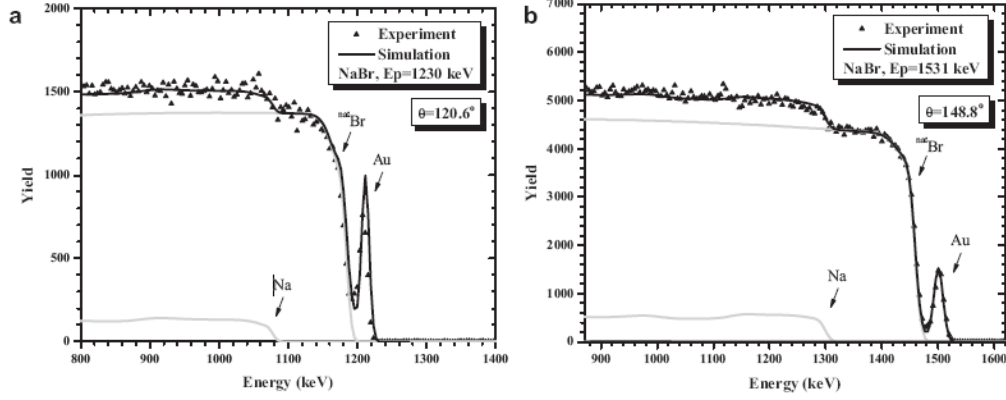 a
Experiment
Simulation
NaBr, Ep=1230 keV
θ=120.6°
natBr
Au
Na
Yield
2000
1500
1000
500
0
800 900 1000 1100 1200 1300 1400
Energy (keV)
b
Experiment
Simulation
NaBr, Ep=1531 keV
θ=148.8°
natBr
Au
Na
Yield
7000
6000
5000
4000
3000
2000
1000
0
900 1000 1100 1200 1300 1400 1500 1600
Energy (keV)